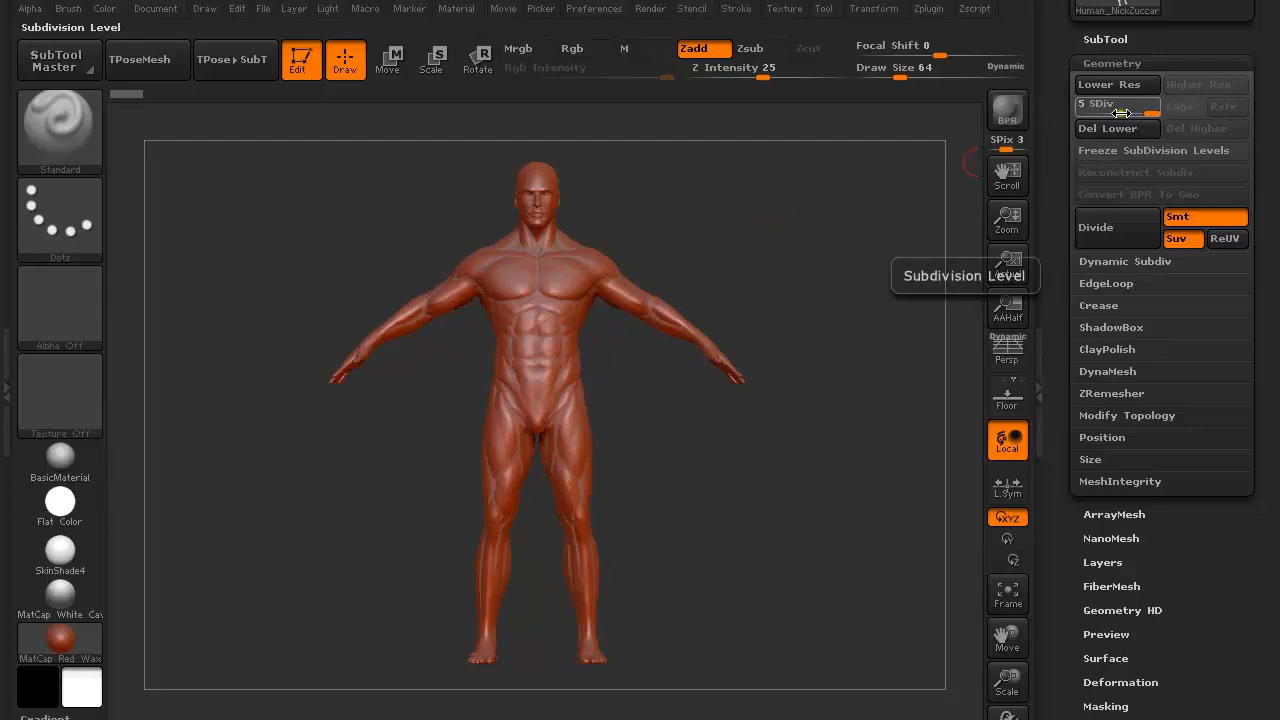 Alpha Brush Color Document Draw Edit File Layer Light Macro Marker Material Movie Picker Preferences Render Stencil Stroke Texture Tool Transform Zplugin Zscript
Subdivision Level
SubTool Master
TPoseMesh
TPose▸SubT
Edit
Draw
Move
Scale
Rotate
Mrgb Rgb M
Rgb Intensity
Zadd Zsub Zcut
Z Intensity 25
Focal Shift 0
Draw Size 64
Dynamic
Standard
Dots
Alpha Off
Texture Off
BasicMaterial
Flat Color
SkinShade4
MatCap White Cav
MatCap Red Wax
Gradient
BPR
SPix 3
Scroll
Zoom
Subdivision Level
AAHalf
Dynamic
Persp
Floor
Local
L.Sym
XYZ
Y
Z
Frame
Move
Scale
Human_NickZuccar
SubTool
Geometry
Lower Res Higher Res
5 SDiv Cage Rstr
Del Lower Del Higher
Freeze SubDivision Levels
Reconstruct Subdiv
Convert BPR To Geo
Divide Smt
Suv ReUV
Dynamic Subdiv
EdgeLoop
Crease
ShadowBox
ClayPolish
DynaMesh
ZRemesher
Modify Topology
Position
Size
MeshIntegrity
ArrayMesh
NanoMesh
Layers
FiberMesh
Geometry HD
Preview
Surface
Deformation
Masking